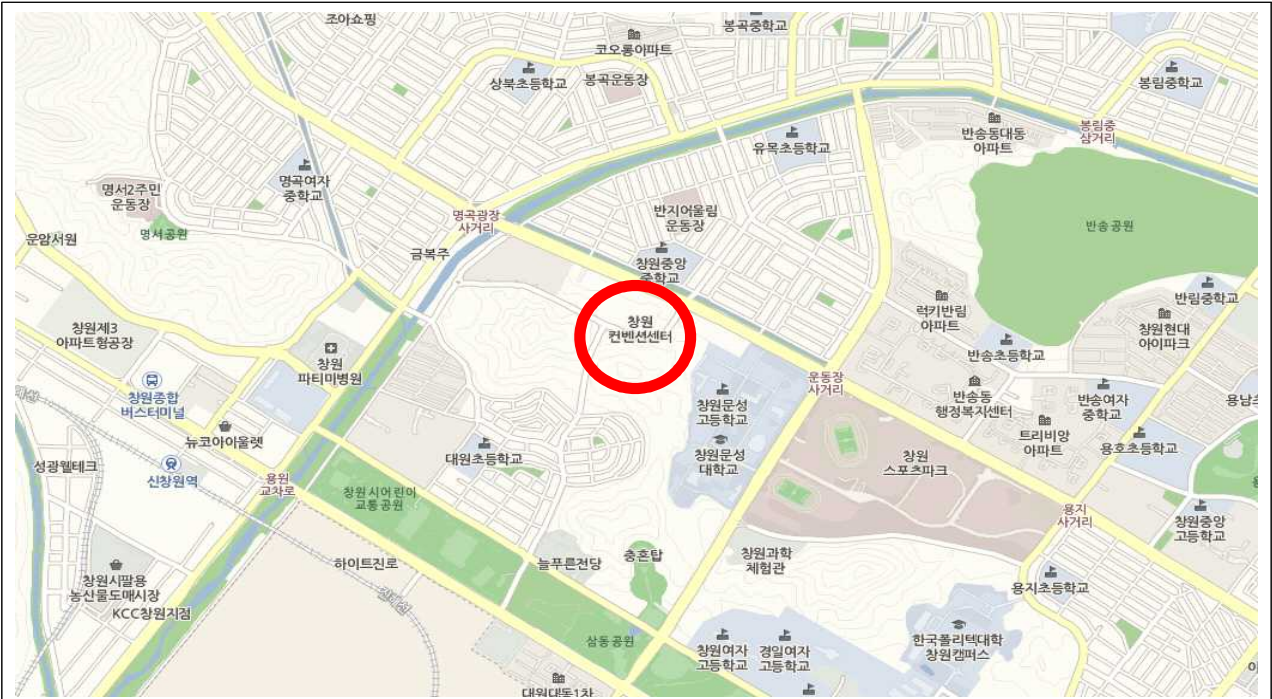 조아쇼핑
봉곡중학교
코오롱아파트
상북초등학교
봉곡운동장
봉림중학교
반송동대동
아파트
봉림중
삼거리
유목초등학교
명곡여자
중학교
명서2주민
운동장
명서공원
운암서원
명곡광장
사거리
금복주
반지어울림
운동장
반송공원
창원중앙
중학교
창원
컨벤션센터
럭키반림
아파트
반림중학교
창원현대
아이파크
창원제3
아파트형공장
창원
파티마병원
반송초등학교
운동장
사거리
창원종합
버스터미널
창원문성
고등학교
반송동
행정복지센터
반송여자
중학교
뉴코아아울렛
트리비앙
아파트
용호초등학교
성광웰테크
신창원역
대원초등학교
창원문성
대학교
창원
스포츠파크
용원
교차로
창원시어린이
교통공원
용지
사거리
창원중앙
고등학교
하이트진로
늘푸른전당
충혼탑
창원과학
체험관
창원시팔용
농산물도매시장
KCC창원지점
용지초등학교
삼동공원
창원여자
고등학교
경일여자
고등학교
한국폴리텍대학
창원캠퍼스
대원대동1차